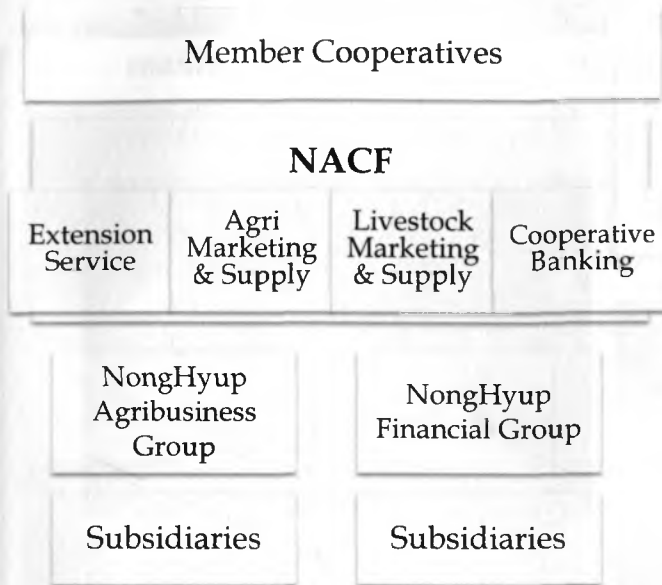 Member Cooperatives
NACF
Extension
Service
Agri
Marketing
& Supply
Livestock
Marketing
& Supply
Cooperative
Banking
NongHyup
Agribusiness
Group
NongHyup
Financial Group
Subsidiaries
Subsidiaries